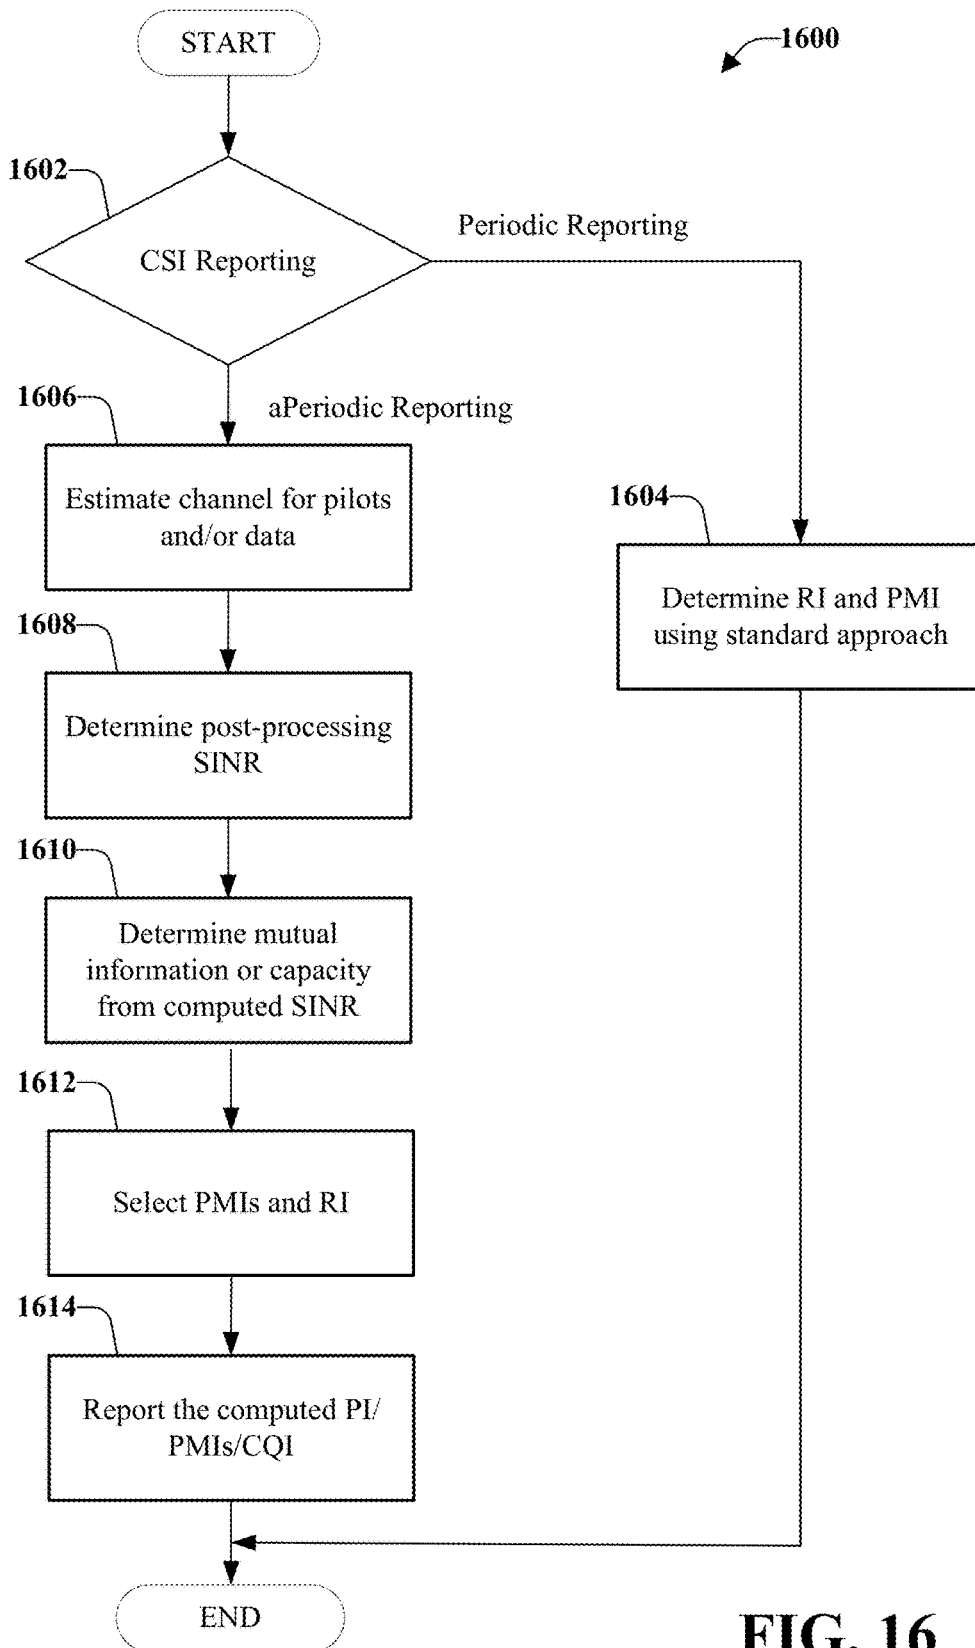 START
1600
1602
Periodic Reporting
CSI Reporting
1606
aPeriodic Reporting
Estimate channel for pilots
and/or data
1604
Determine RI and PMI
using standard approach
1608
Determine post-processing
SINR
1610
Determine mutual
information or capacity
from computed SINR
1612
Select PMIs and RI
1614
Report the computed PI/
PMIs/CQI
END
FIG. 16